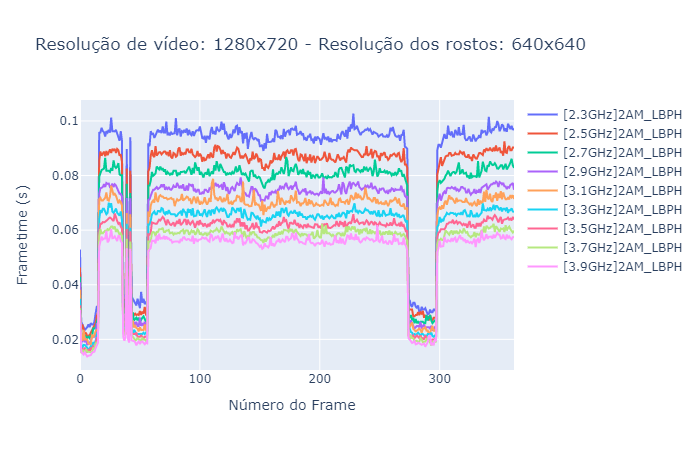 Resolução de vídeo: 1280x720 - Resolução dos rostos: 640x640
Frametime (s)
0.1
0.08
0.06
0.04
0.02
0
100
200
300
Número do Frame
[2.3GHz]2AM_LBPH
[2.5GHz]2AM_LBPH
[2.7GHz]2AM_LBPH
[2.9GHz]2AM_LBPH
[3.1GHz]2AM_LBPH
[3.3GHz]2AM_LBPH
[3.5GHz]2AM_LBPH
[3.7GHz]2AM_LBPH
[3.9GHz]2AM_LBPH